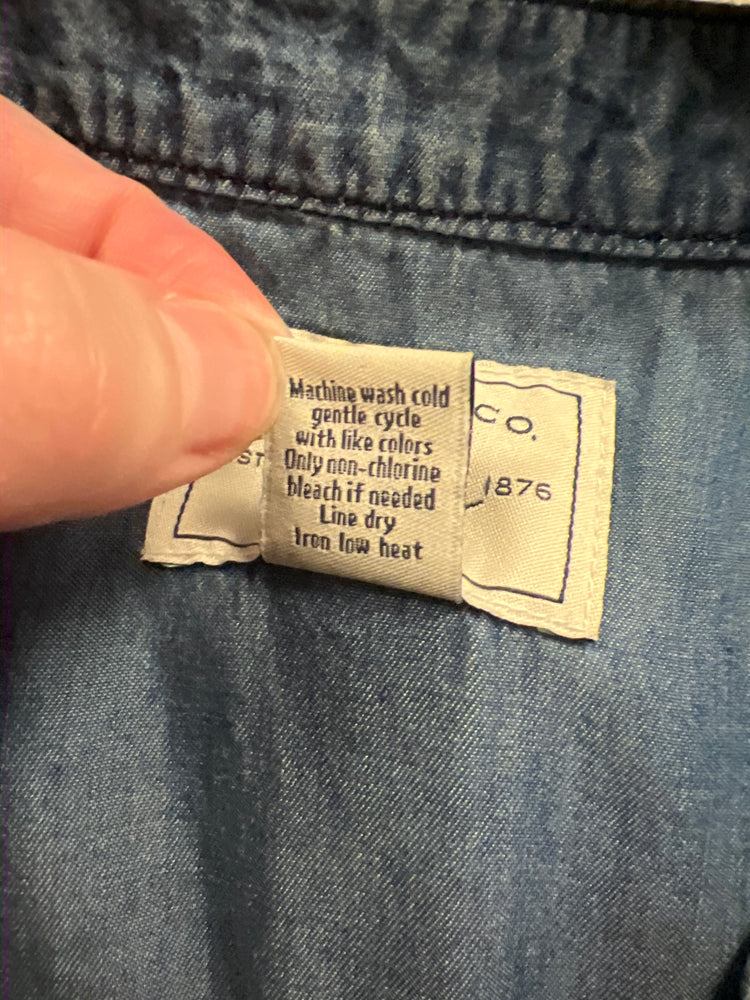 Machine wash cold
gentle cycle
with like colors
Only non-chlorine
bleach if needed
Line dry
Iron low heat
CO.
ST
1876